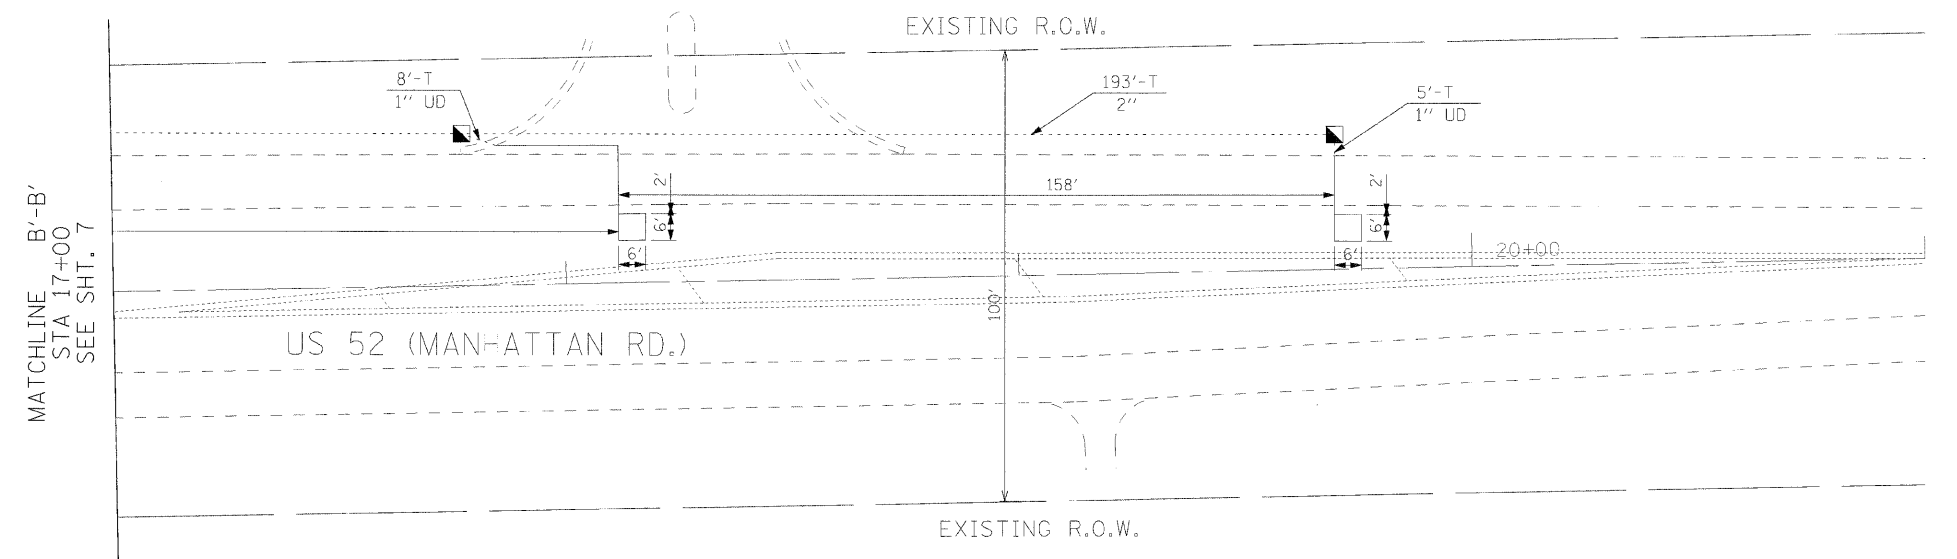 EXISTING R.O.W.
8'-T
1" UD
193'-T
2"
5'-T
1" UD
2'
158'
2'
6'
6'
6'
6'
20+00
100'
MATCHLINE B'-B'
STA 17+00
SEE SHT. 7
US 52 (MANHATTAN RD.)
EXISTING R.O.W.